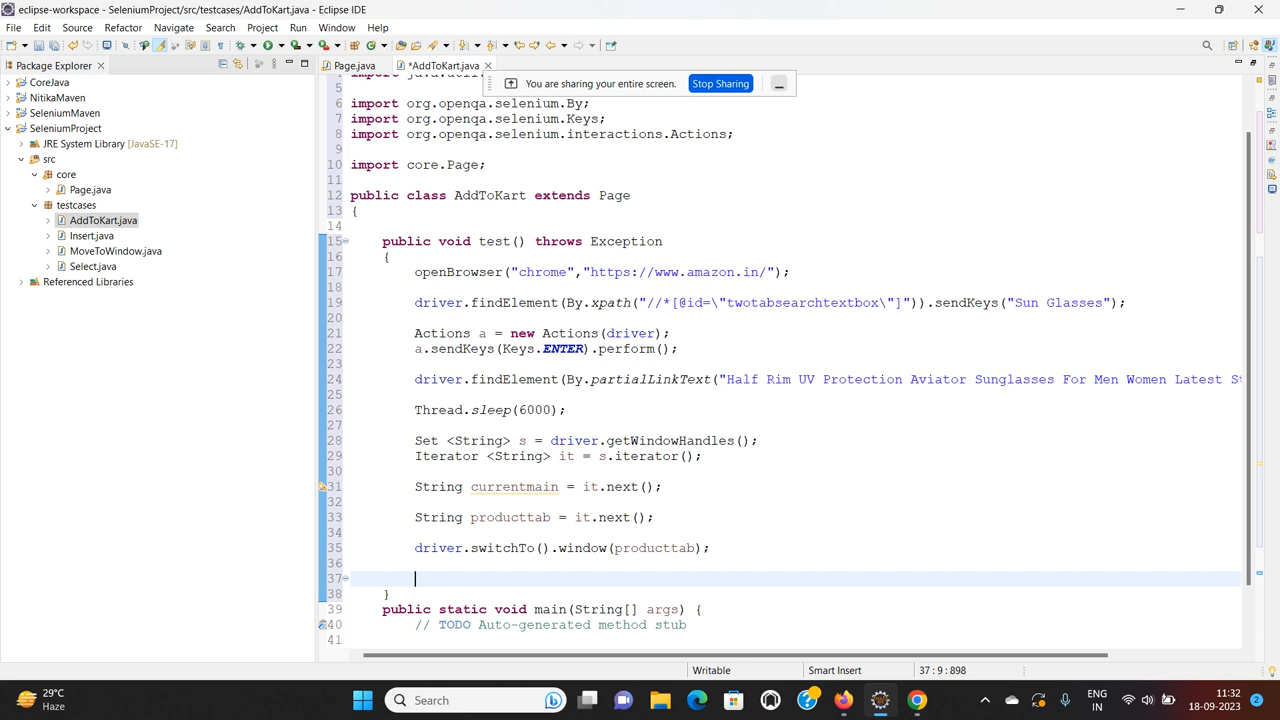 eclipse-workspace - SeleniumProject/src/testcases/AddToKart.java - Eclipse IDE
File Edit Source Refactor Navigate Search Project Run Window Help
Package Explorer
Page.java
*AddToKart.java
You are sharing your entire screen.
Stop Sharing
CoreJava
NitikaMaven
SeleniumMaven
SeleniumProject
JRE System Library [JavaSE-17]
src
core
Page.java
testcases
AddToKart.java
Insert.java
MoveToWindow.java
Select.java
Referenced Libraries
5
6 import org.openqa.selenium.By;
7 import org.openqa.selenium.Keys;
8 import org.openqa.selenium.interactions.Actions;
9
10 import core.Page;
11
12 public class AddToKart extends Page
13 {
14
15 public void test() throws Exception
16 {
17 openBrowser("chrome","https://www.amazon.in/");
18
19 driver.findElement(By.xpath("//*[@id=\"twotabsearchtextbox\"]")).sendKeys("Sun Glasses");
20
21 Actions a = new Actions(driver);
22 a.sendKeys(Keys.ENTER).perform();
23
24 driver.findElement(By.partialLinkText("Half Rim UV Protection Aviator Sunglasses For Men Women Latest St
25
26 Thread.sleep(6000);
27
28 Set <String> s = driver.getWindowHandles();
29 Iterator <String> it = s.iterator();
30
31 String currentmain = it.next();
32
33 String producttab = it.next();
34
35 driver.switchTo().window(producttab);
36
37
38 }
39 public static void main(String[] args) {
40 // TODO Auto-generated method stub
41
Writable
Smart Insert
37 : 9 : 898
29°C
Haze
Search
ENG
IN
11:32
18-09-2023
2